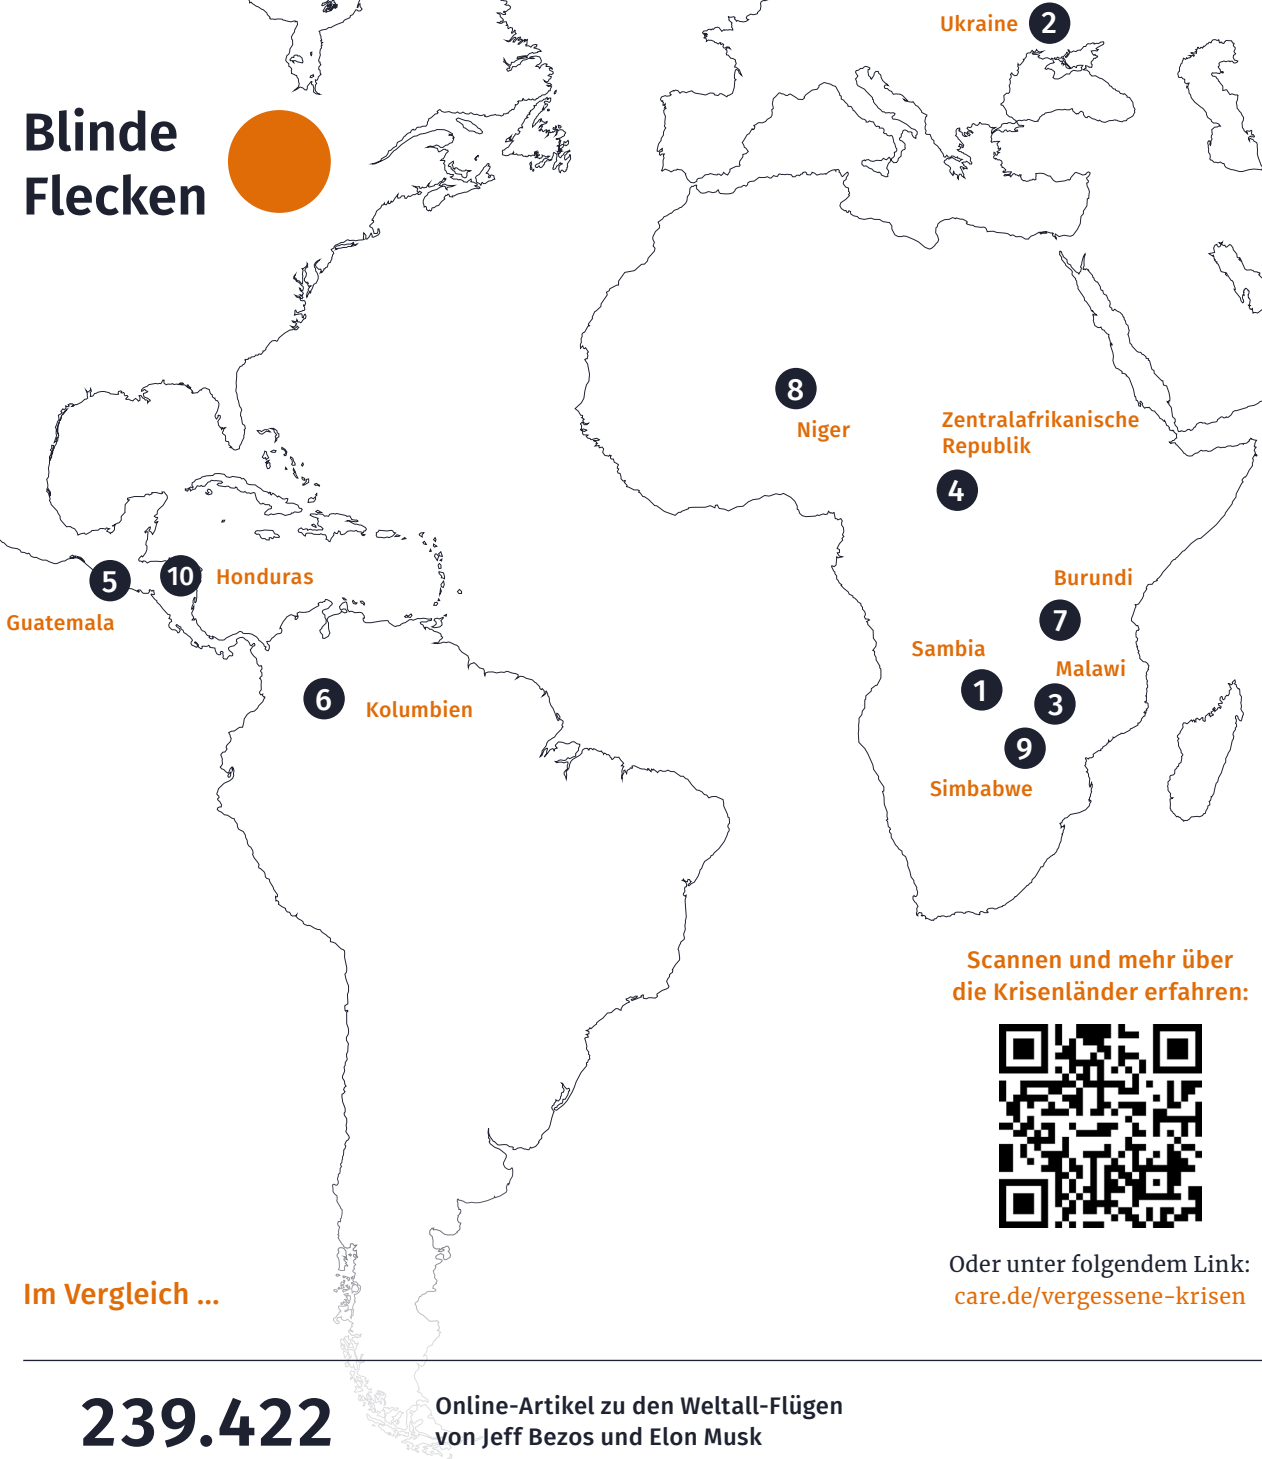 Ukraine 2
Blinde
Flecken
8
Niger
Zentralafrikanische
Republik
4
5
10 Honduras
Guatemala
Burundi
7
Sambia
Malawi
1
3
6 Kolumbien
9
Simbabwe
Scannen und mehr über
die Krisenländer erfahren:
Oder unter folgendem Link:
care.de/vergessene-krisen
Im Vergleich ...
239.422
Online-Artikel zu den Weltall-Flügen
von Jeff Bezos und Elon Musk